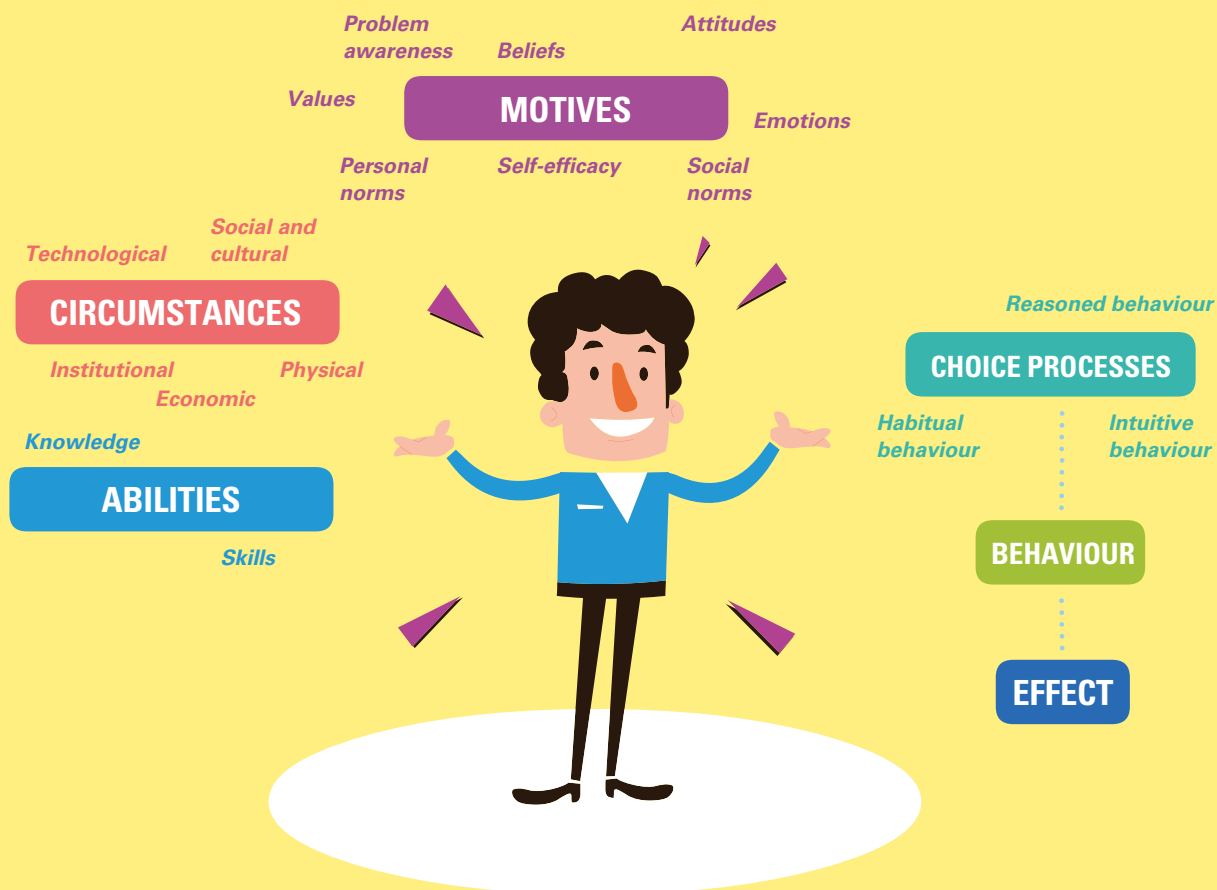 Problem
awareness
Beliefs
Attitudes
Values
MOTIVES
Emotions
Personal
norms
Self-efficacy
Social
norms
Technological
Social and
cultural
CIRCUMSTANCES
Institutional
Physical
Economic
Knowledge
ABILITIES
Skills
Reasoned behaviour
CHOICE PROCESSES
Habitual
behaviour
Intuitive
behaviour
BEHAVIOUR
EFFECT